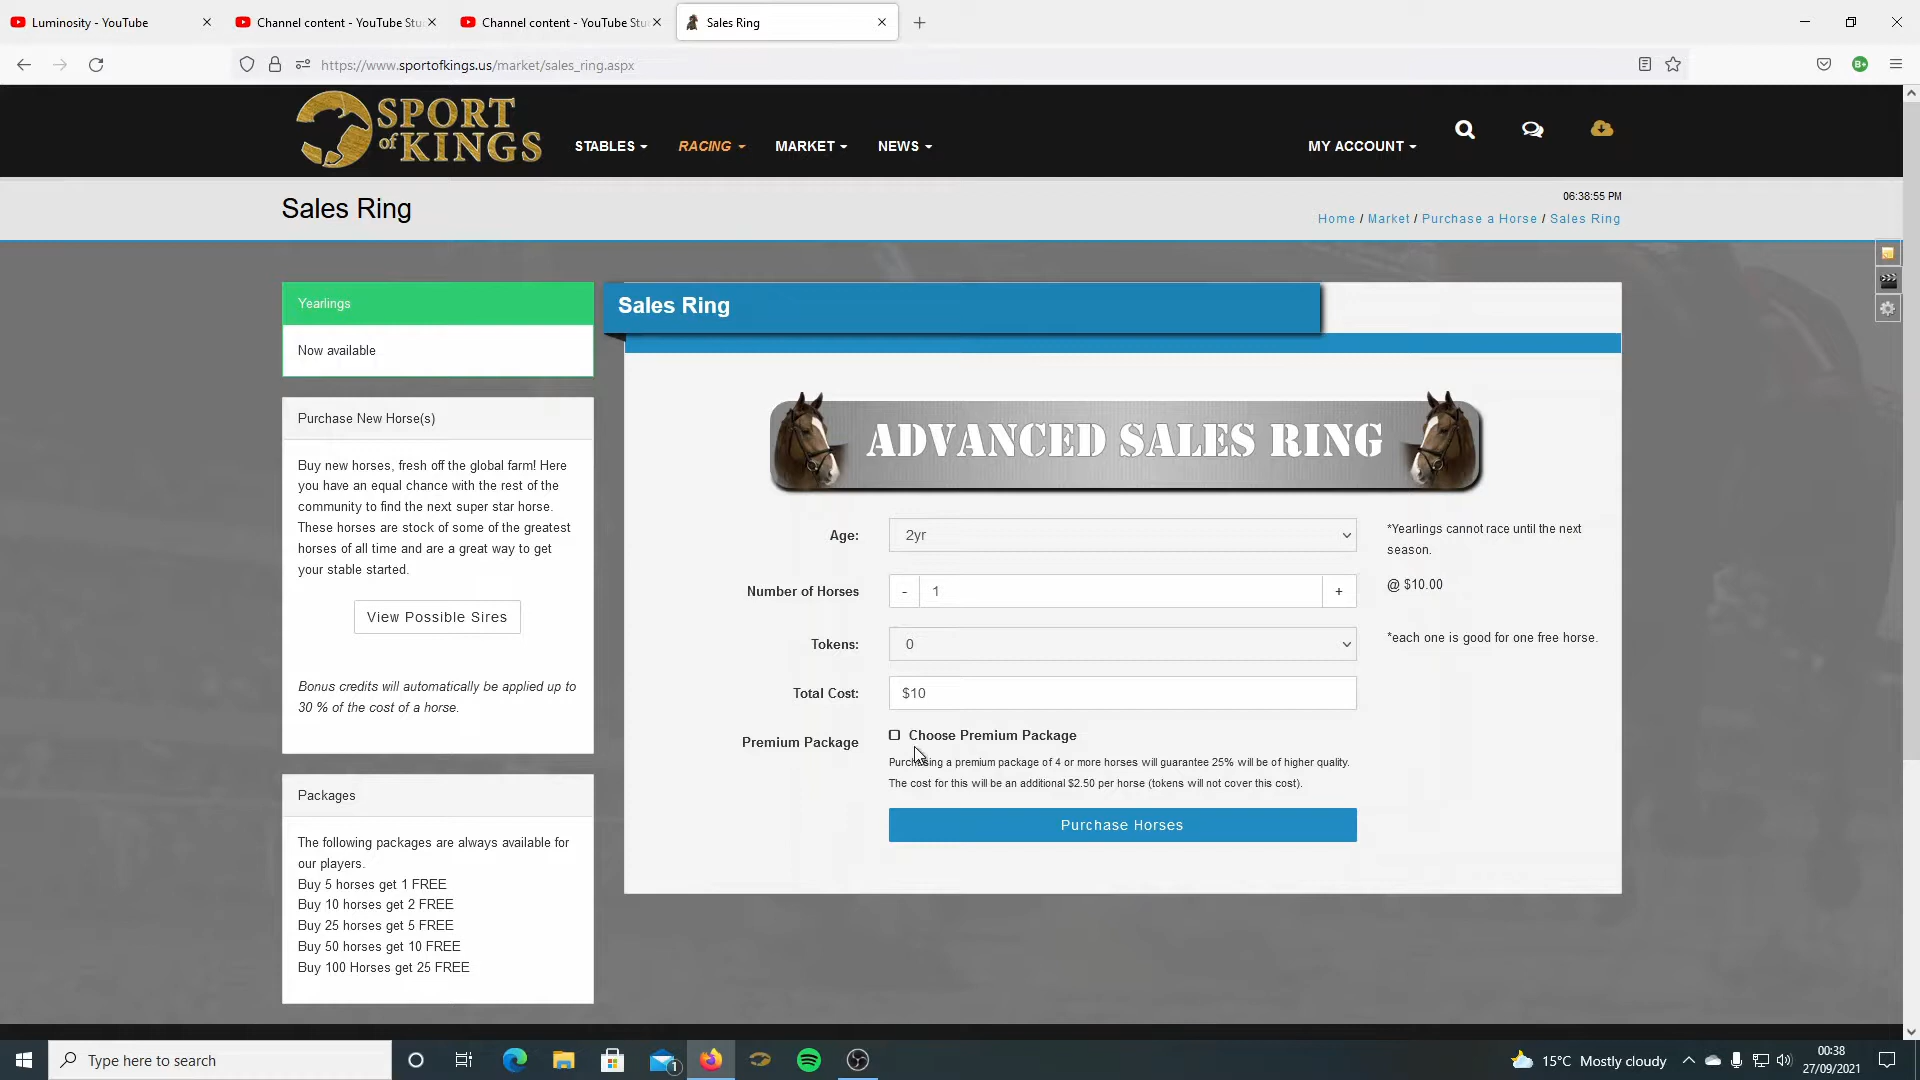 Luminosity - YouTube
Channel content - YouTube Stu
Channel content - YouTube Stu
Sales Ring
https://www.sportofkings.us/market/sales_ring.aspx
SPORT of KINGS
STABLES
RACING
MARKET
NEWS
MY ACCOUNT
Sales Ring
06:38:55 PM
Home / Market / Purchase a Horse / Sales Ring
Yearlings
Now available
Purchase New Horse(s)
Buy new horses, fresh off the global farm! Here
you have an equal chance with the rest of the
community to find the next super star horse.
These horses are stock of some of the greatest
horses of all time and are a great way to get
your stable started.
View Possible Sires
Bonus credits will automatically be applied up to
30 % of the cost of a horse.
Packages
The following packages are always available for
our players.
Buy 5 horses get 1 FREE
Buy 10 horses get 2 FREE
Buy 25 horses get 5 FREE
Buy 50 horses get 10 FREE
Buy 100 Horses get 25 FREE
Sales Ring
ADVANCED SALES RING
Age:
2yr
*Yearlings cannot race until the next
season.
Number of Horses
- 1 +
@ $10.00
Tokens:
0
*each one is good for one free horse.
Total Cost:
$10
Premium Package
Choose Premium Package
Purchasing a premium package of 4 or more horses will guarantee 25% will be of higher quality.
The cost for this will be an additional $2.50 per horse (tokens will not cover this cost).
Purchase Horses
Type here to search
1
15°C Mostly cloudy
00:38
27/09/2021